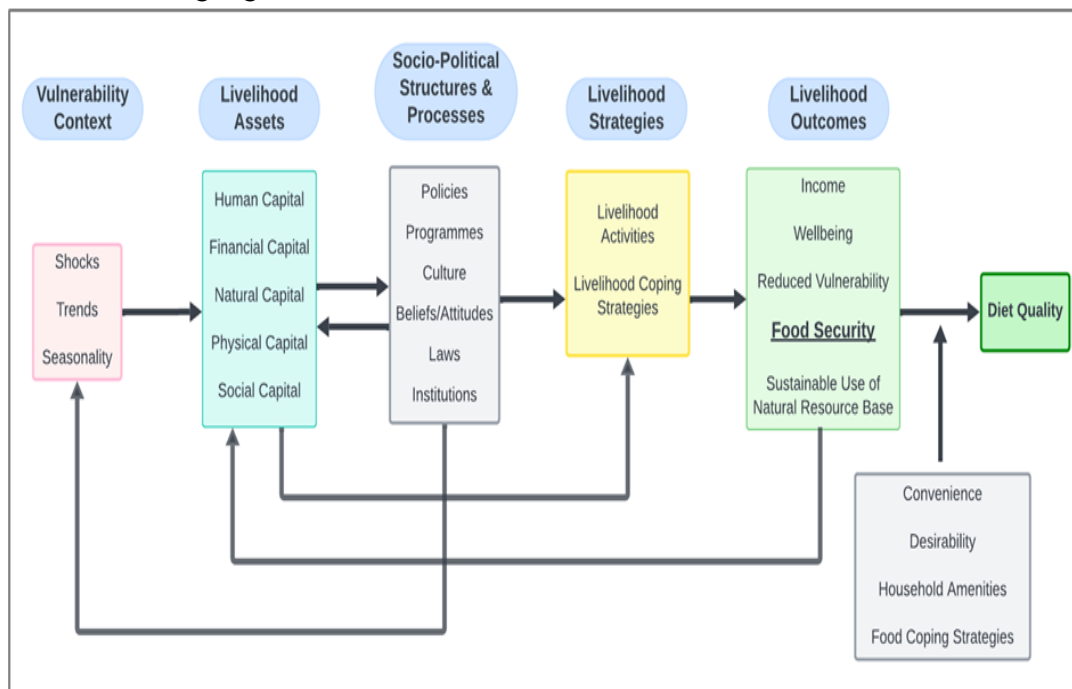 Vulnerability
Context
Livelihood
Assets
Socio-Political
Structures &
Processes
Livelihood
Strategies
Livelihood
Outcomes
Shocks
Trends
Seasonality
Human Capital
Financial Capital
Natural Capital
Physical Capital
Social Capital
Policies
Programmes
Culture
Beliefs/Attitudes
Laws
Institutions
Livelihood
Activities
Livelihood Coping
Strategies
Income
Wellbeing
Reduced Vulnerability
Food Security
Sustainable Use of
Natural Resource Base
Diet Quality
Convenience
Desirability
Household Amenities
Food Coping Strategies